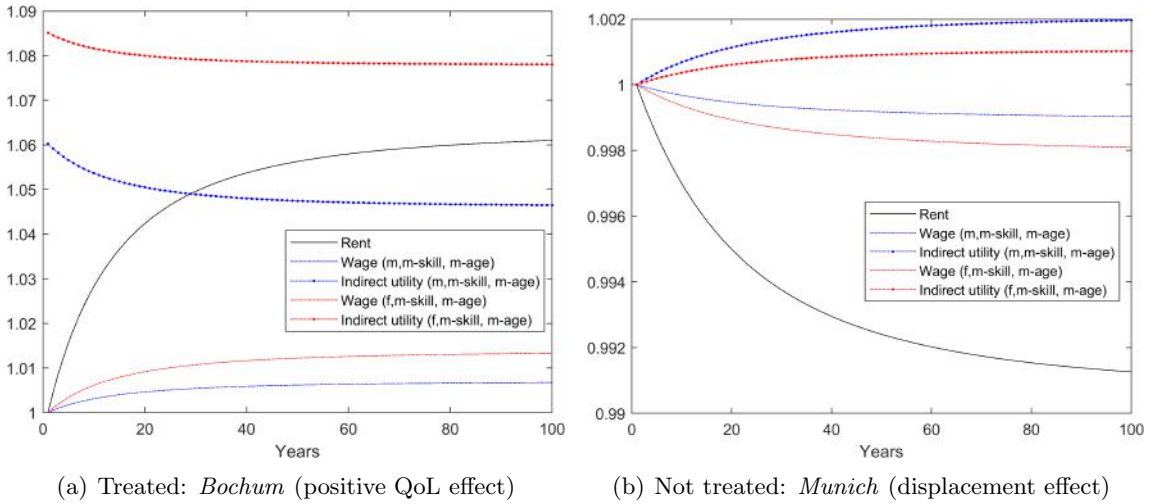 1.09
1.08
1.07
1.06
1.05
1.04
1.03
1.02
1.01
1
0
20
40
60
80
100
Years
Rent
Wage (m,m-skill, m-age)
Indirect utility (m,m-skill, m-age)
Wage (f,m-skill, m-age)
Indirect utility (f,m-skill, m-age)
(a) Treated: Bochum (positive QoL effect)
1.002
1
0.998
0.996
0.994
0.992
0.99
0
20
40
60
80
100
Years
Rent
Wage (m,m-skill, m-age)
Indirect utility (m,m-skill, m-age)
Wage (f,m-skill, m-age)
Indirect utility (f,m-skill, m-age)
(b) Not treated: Munich (displacement effect)